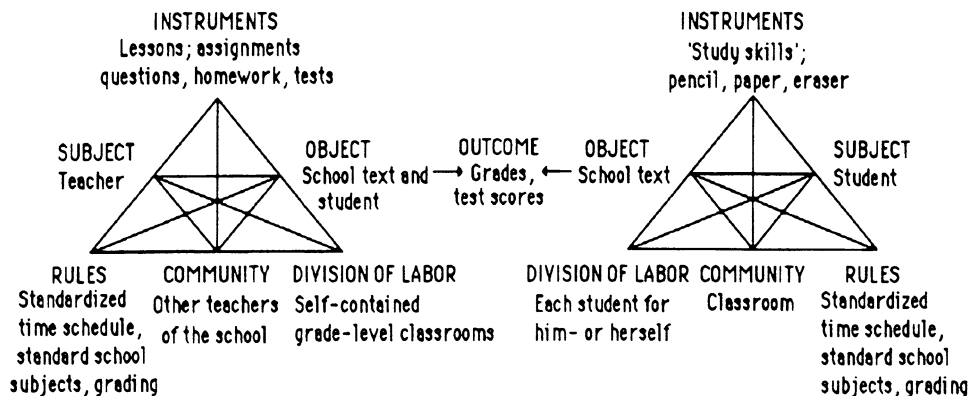 INSTRUMENTS
Lessons; assignments
questions, homework, tests
SUBJECT
Teacher
OBJECT
School text and
student
OUTCOME
Grades,
test scores
INSTRUMENTS
'Study skills';
pencil, paper, eraser
OBJECT
School text
SUBJECT
Student
RULES
Standardized
time schedule,
standard school
subjects, grading
COMMUNITY
Other teachers
of the school
DIVISION OF LABOR
Self-contained
grade-level classrooms
DIVISION OF LABOR
Each student for
him- or herself
COMMUNITY
Classroom
RULES
Standardized
time schedule,
standard school
subjects, grading